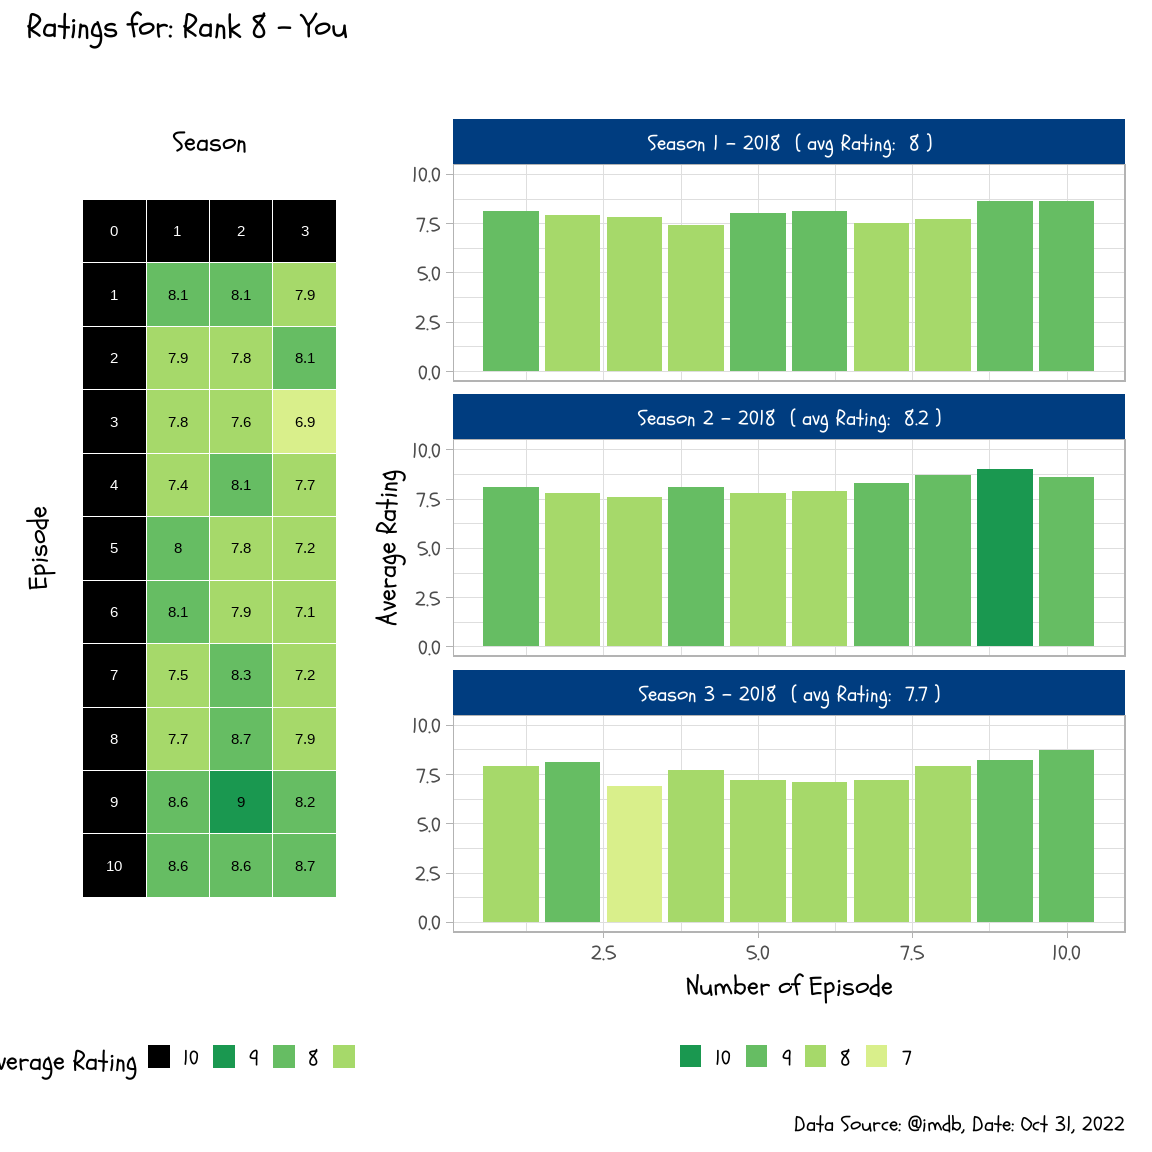 Ratings for: Rank 8 - You
Season
0 1 2 3
1 8.1 8.1 7.9
2 7.9 7.8 8.1
3 7.8 7.6 6.9
4 7.4 8.1 7.7
5 8 7.8 7.2
6 8.1 7.9 7.1
7 7.5 8.3 7.2
8 7.7 8.7 7.9
9 8.6 9 8.2
10 8.6 8.6 8.7
Episode
verage Rating 10 9 8
Season 1 - 2018 ( avg Rating: 8 )
10.0
7.5
5.0
2.5
0.0
Season 2 - 2018 ( avg Rating: 8.2 )
10.0
7.5
5.0
2.5
0.0
Average Rating
Season 3 - 2018 ( avg Rating: 7.7 )
10.0
7.5
5.0
2.5
0.0
2.5 5.0 7.5 10.0
Number of Episode
10 9 8 7
Data Source: @imdb, Date: Oct 31, 2022